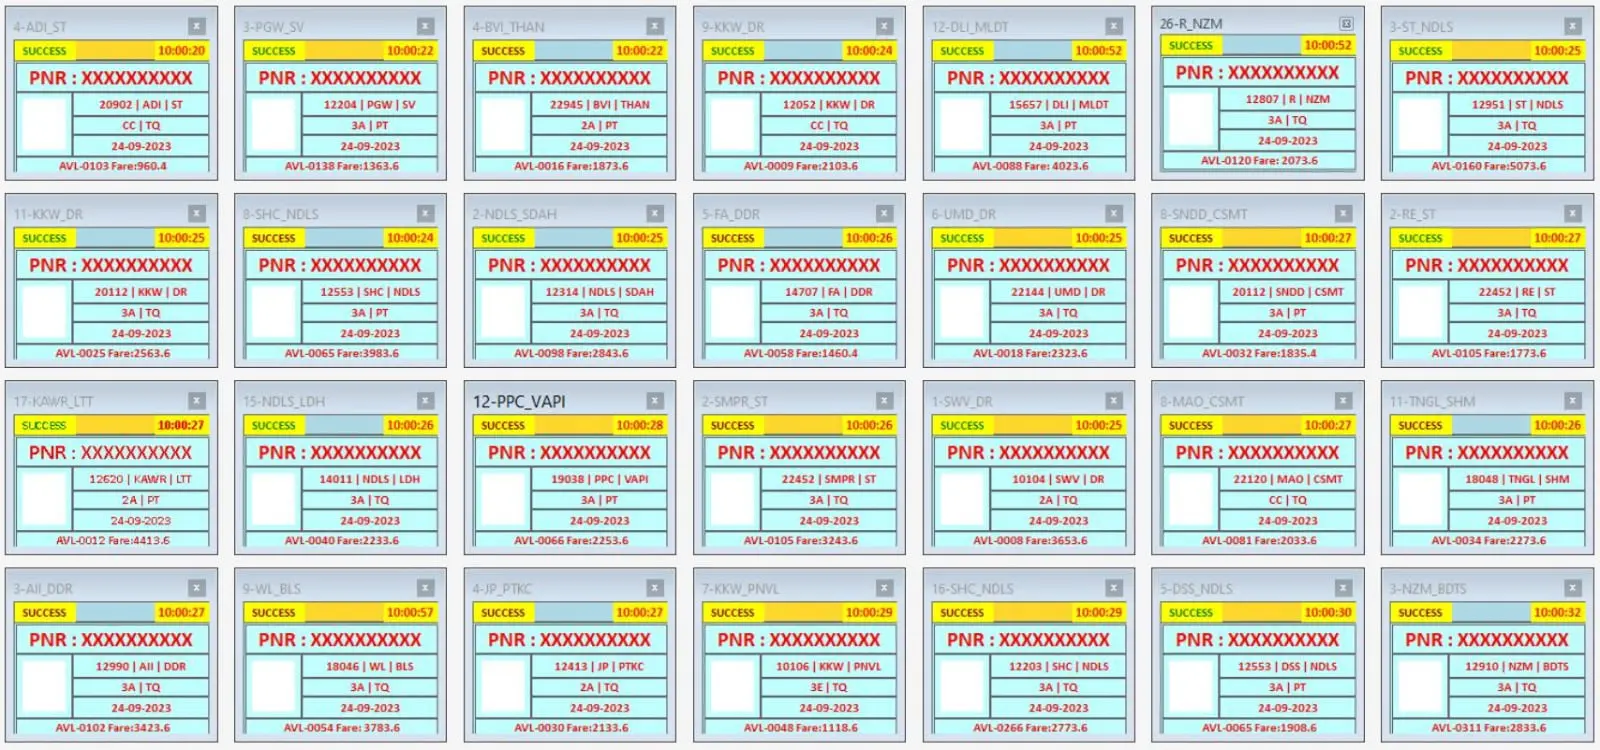 4-ADI_ST
SUCCESS 10:00:20
PNR : XXXXXXXXXX
20902 | ADI | ST
CC | TQ
24-09-2023
AVL-0103 Fare:960.4
3-PGW_SV
SUCCESS 10:00:22
PNR : XXXXXXXXXX
12204 | PGW | SV
3A | PT
24-09-2023
AVL-0138 Fare:1363.6
4-BVI_THAN
SUCCESS 10:00:22
PNR : XXXXXXXXXX
22945 | BVI | THAN
2A | PT
24-09-2023
AVL-0016 Fare:1873.6
9-KKW_DR
SUCCESS 10:00:24
PNR : XXXXXXXXXX
12052 | KKW | DR
CC | TQ
24-09-2023
AVL-0009 Fare:2103.6
12-DLI_MLDT
SUCCESS 10:00:52
PNR : XXXXXXXXXX
15657 | DLI | MLDT
3A | PT
24-09-2023
AVL-0088 Fare: 4023.6
26-R_NZM
SUCCESS 10:00:52
PNR : XXXXXXXXXX
12807 | R | NZM
3A | TQ
24-09-2023
AVL-0120 Fare: 2073.6
3-ST_NDLS
SUCCESS 10:00:25
PNR : XXXXXXXXXX
12951 | ST | NDLS
3A | TQ
24-09-2023
AVL-0160 Fare:5073.6
11-KKW_DR
SUCCESS 10:00:25
PNR : XXXXXXXXXX
20112 | KKW | DR
3A | TQ
24-09-2023
AVL-0025 Fare:2563.6
8-SHC_NDLS
SUCCESS 10:00:24
PNR : XXXXXXXXXX
12553 | SHC | NDLS
3A | PT
24-09-2023
AVL-0065 Fare:3983.6
2-NDLS_SDAH
SUCCESS 10:00:25
PNR : XXXXXXXXXX
12314 | NDLS | SDAH
3A | TQ
24-09-2023
AVL-0098 Fare:2843.6
5-FA_DDR
SUCCESS 10:00:26
PNR : XXXXXXXXXX
14707 | FA | DDR
3A | TQ
24-09-2023
AVL-0058 Fare:1460.4
6-UMD_DR
SUCCESS 10:00:25
PNR : XXXXXXXXXX
22144 | UMD | DR
3A | TQ
24-09-2023
AVL-0018 Fare:2323.6
8-SNDD_CSMT
SUCCESS 10:00:27
PNR : XXXXXXXXXX
20112 | SNDD | CSMT
3A | PT
24-09-2023
AVL-0032 Fare:1835.4
2-RE_ST
SUCCESS 10:00:27
PNR : XXXXXXXXXX
22452 | RE | ST
3A | TQ
24-09-2023
AVL-0105 Fare:1773.6
17-KAWR_LTT
SUCCESS 10:00:27
PNR : XXXXXXXXXX
12620 | KAWR | LTT
2A | PT
24-09-2023
AVL-0012 Fare:4413.6
15-NDLS_LDH
SUCCESS 10:00:26
PNR : XXXXXXXXXX
14011 | NDLS | LDH
3A | TQ
24-09-2023
AVL-0040 Fare:2233.6
12-PPC_VAPI
SUCCESS 10:00:28
PNR : XXXXXXXXXX
19038 | PPC | VAPI
3A | PT
24-09-2023
AVL-0066 Fare:2253.6
2-SMPR_ST
SUCCESS 10:00:26
PNR : XXXXXXXXXX
22452 | SMPR | ST
3A | TQ
24-09-2023
AVL-0105 Fare:3243.6
1-SWV_DR
SUCCESS 10:00:25
PNR : XXXXXXXXXX
10104 | SWV | DR
2A | TQ
24-09-2023
AVL-0008 Fare:3653.6
8-MAO_CSMT
SUCCESS 10:00:27
PNR : XXXXXXXXXX
22120 | MAO | CSMT
CC | TQ
24-09-2023
AVL-0081 Fare:2033.6
11-TNGL_SHM
SUCCESS 10:00:26
PNR : XXXXXXXXXX
18048 | TNGL | SHM
3A | PT
24-09-2023
AVL-0034 Fare:2273.6
3-AII_DDR
SUCCESS 10:00:27
PNR : XXXXXXXXXX
12990 | AII | DDR
3A | TQ
24-09-2023
AVL-0102 Fare:3423.6
9-WL_BLS
SUCCESS 10:00:57
PNR : XXXXXXXXXX
18046 | WL | BLS
3A | TQ
24-09-2023
AVL-0054 Fare: 3783.6
4-JP_PTKC
SUCCESS 10:00:27
PNR : XXXXXXXXXX
12413 | JP | PTKC
2A | TQ
24-09-2023
AVL-0030 Fare:2133.6
7-KKW_PNVL
SUCCESS 10:00:29
PNR : XXXXXXXXXX
10106 | KKW | PNVL
3E | TQ
24-09-2023
AVL-0048 Fare:1118.6
16-SHC_NDLS
SUCCESS 10:00:29
PNR : XXXXXXXXXX
12203 | SHC | NDLS
3A | TQ
24-09-2023
AVL-0266 Fare:2773.6
5-DSS_NDLS
SUCCESS 10:00:30
PNR : XXXXXXXXXX
12553 | DSS | NDLS
3A | PT
24-09-2023
AVL-0065 Fare:1908.6
3-NZM_BDTS
SUCCESS 10:00:32
PNR : XXXXXXXXXX
12910 | NZM | BDTS
3A | TQ
24-09-2023
AVL-0311 Fare:2833.6